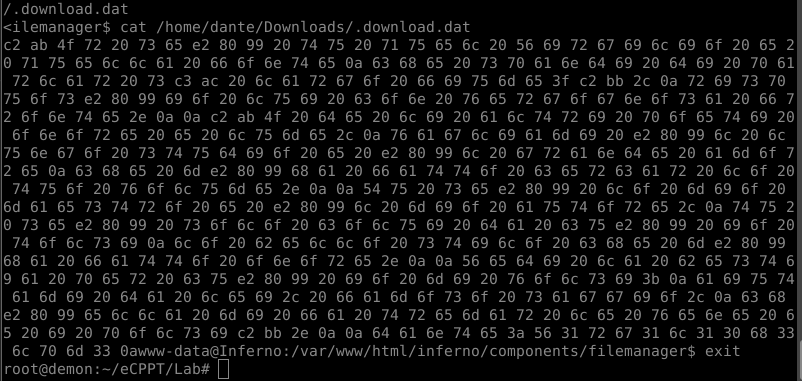 /.download.dat
<ilemanager$ cat /home/dante/Downloads/.download.dat
c2 ab 4f 72 20 73 65 e2 80 99 20 74 75 20 71 75 65 6c 20 56 69 72 67 69 6c 69 6f 20 65 2
0 71 75 65 6c 6c 61 20 66 6f 6e 74 65 0a 63 68 65 20 73 70 61 6e 64 69 20 64 69 20 70 61
72 6c 61 72 20 73 c3 ac 20 6c 61 72 67 6f 20 66 69 75 6d 65 3f c2 bb 2c 0a 72 69 73 70
75 6f 73 e2 80 99 69 6f 20 6c 75 69 20 63 6f 6e 20 76 65 72 67 6f 67 6e 6f 73 61 20 66 7
2 6f 6e 74 65 2e 0a 0a c2 ab 4f 20 64 65 20 6c 69 20 61 6c 74 72 69 20 70 6f 65 74 69 20
6f 6e 6f 72 65 20 65 20 6c 75 6d 65 2c 0a 76 61 67 6c 69 61 6d 69 20 e2 80 99 6c 20 6c
75 6e 67 6f 20 73 74 75 64 69 6f 20 65 20 e2 80 99 6c 20 67 72 61 6e 64 65 20 61 6d 6f 7
2 65 0a 63 68 65 20 6d e2 80 99 68 61 20 66 61 74 74 6f 20 63 65 72 63 61 72 20 6c 6f 20
74 75 6f 20 76 6f 6c 75 6d 65 2e 0a 0a 54 75 20 73 65 e2 80 99 20 6c 6f 20 6d 69 6f 20
6d 61 65 73 74 72 6f 20 65 20 e2 80 99 6c 20 6d 69 6f 20 61 75 74 6f 72 65 2c 0a 74 75 2
0 73 65 e2 80 99 20 73 6f 6c 6f 20 63 6f 6c 75 69 20 64 61 20 63 75 e2 80 99 20 69 6f 20
74 6f 6c 73 69 0a 6c 6f 20 62 65 6c 6c 6f 20 73 74 69 6c 6f 20 63 68 65 20 6d e2 80 99
68 61 20 66 61 74 74 6f 20 6f 6e 6f 72 65 2e 0a 0a 56 65 64 69 20 6c 61 20 62 65 73 74 6
9 61 20 70 65 72 20 63 75 e2 80 99 20 69 6f 20 6d 69 20 76 6f 6c 73 69 3b 0a 61 69 75 74
61 6d 69 20 64 61 20 6c 65 69 2c 20 66 61 6d 6f 73 6f 20 73 61 67 67 69 6f 2c 0a 63 68
e2 80 99 65 6c 6c 61 20 6d 69 20 66 61 20 74 72 65 6d 61 72 20 6c 65 20 76 65 6e 65 20 6
5 20 69 20 70 6f 6c 73 69 c2 bb 2e 0a 0a 64 61 6e 74 65 3a 56 31 72 67 31 6c 31 30 68 33
6c 70 6d 33 0awww-data@Inferno:/var/www/html/inferno/components/filemanager$ exit
root@demon:~/eCPPT/Lab#